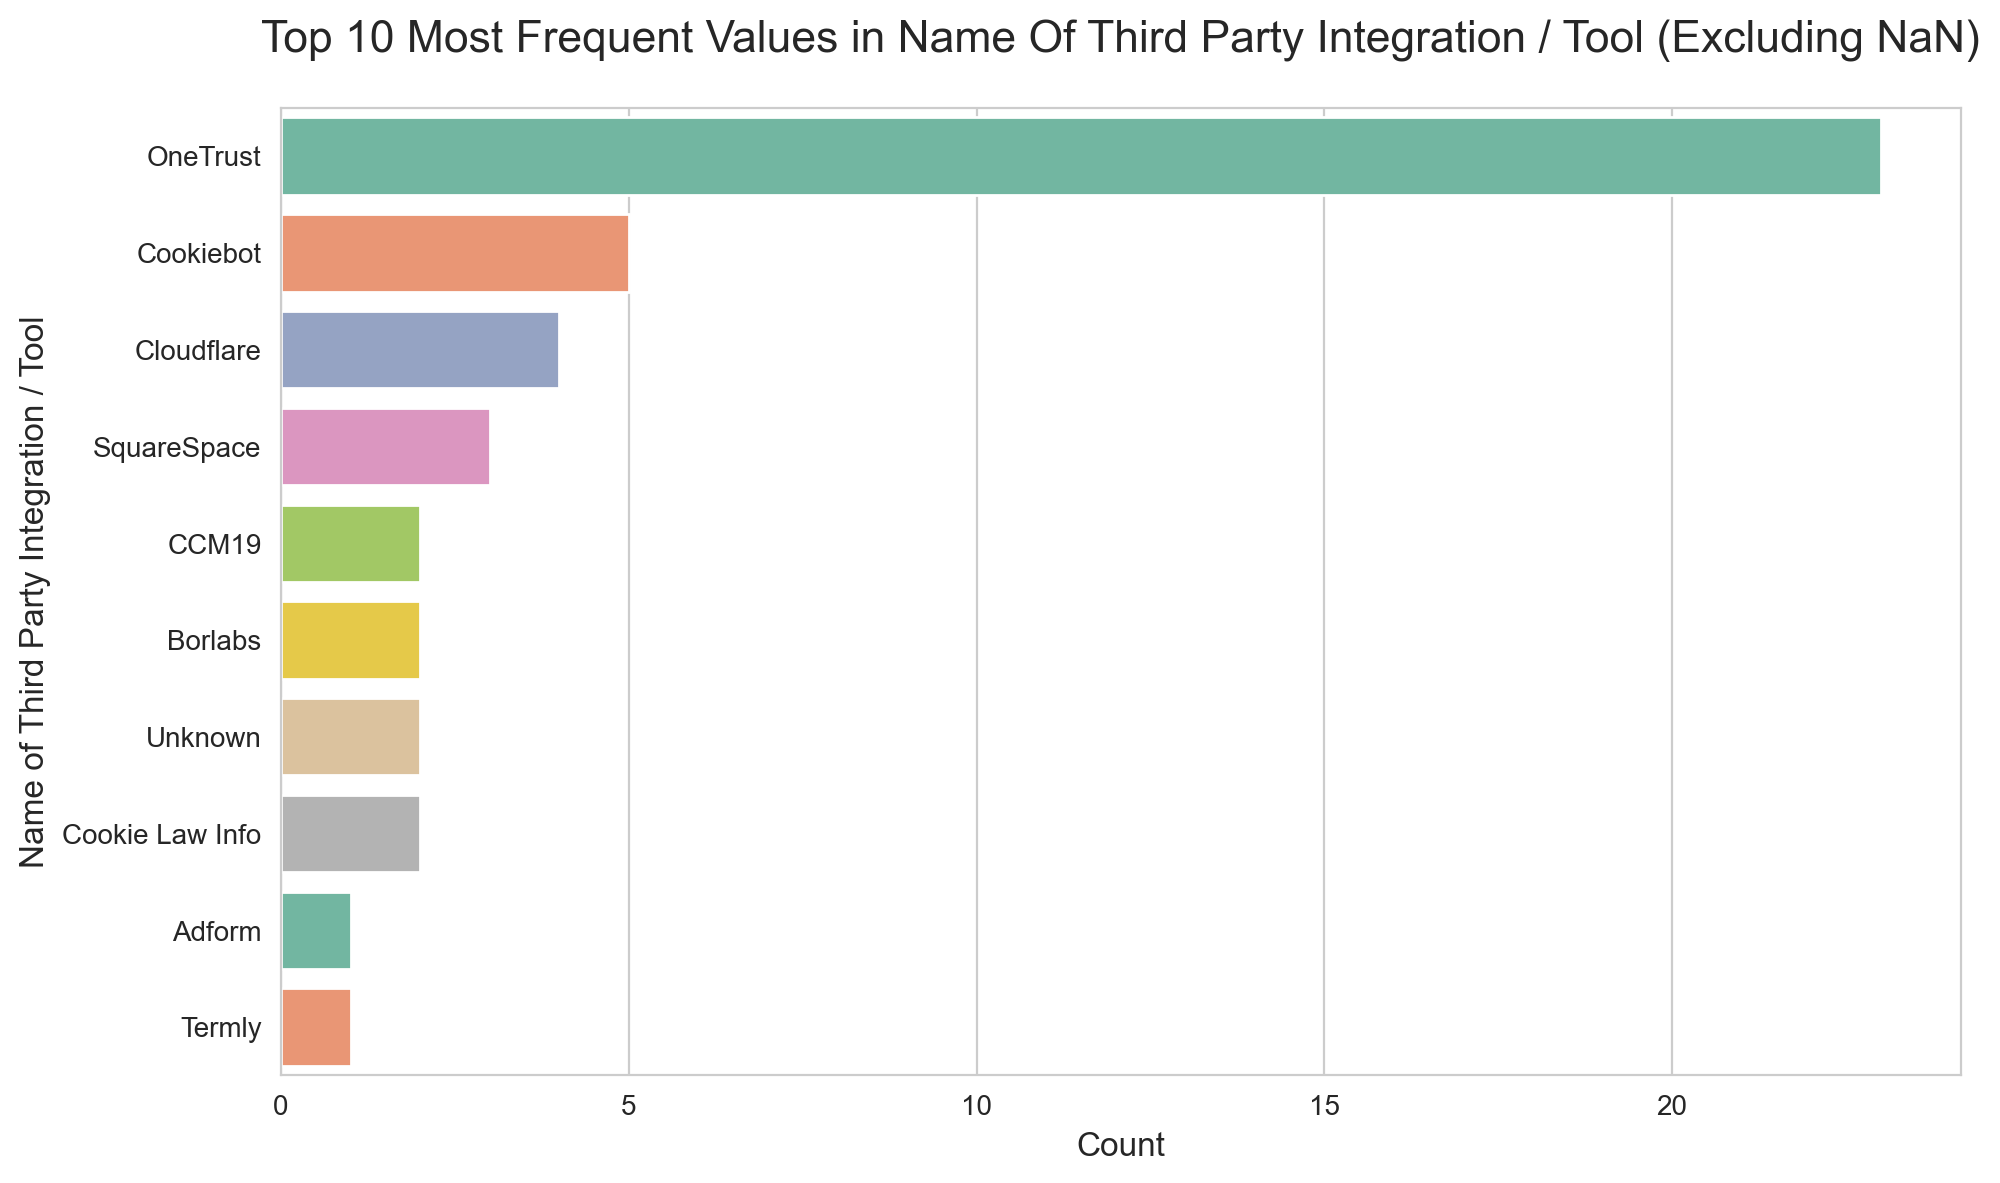 Top 10 Most Frequent Values in Name Of Third Party Integration / Tool (Excluding NaN)
Name of Third Party Integration / Tool
OneTrust
Cookiebot
Cloudflare
SquareSpace
CCM19
Borlabs
Unknown
Cookie Law Info
Adform
Termly
0 5 10 15 20
Count